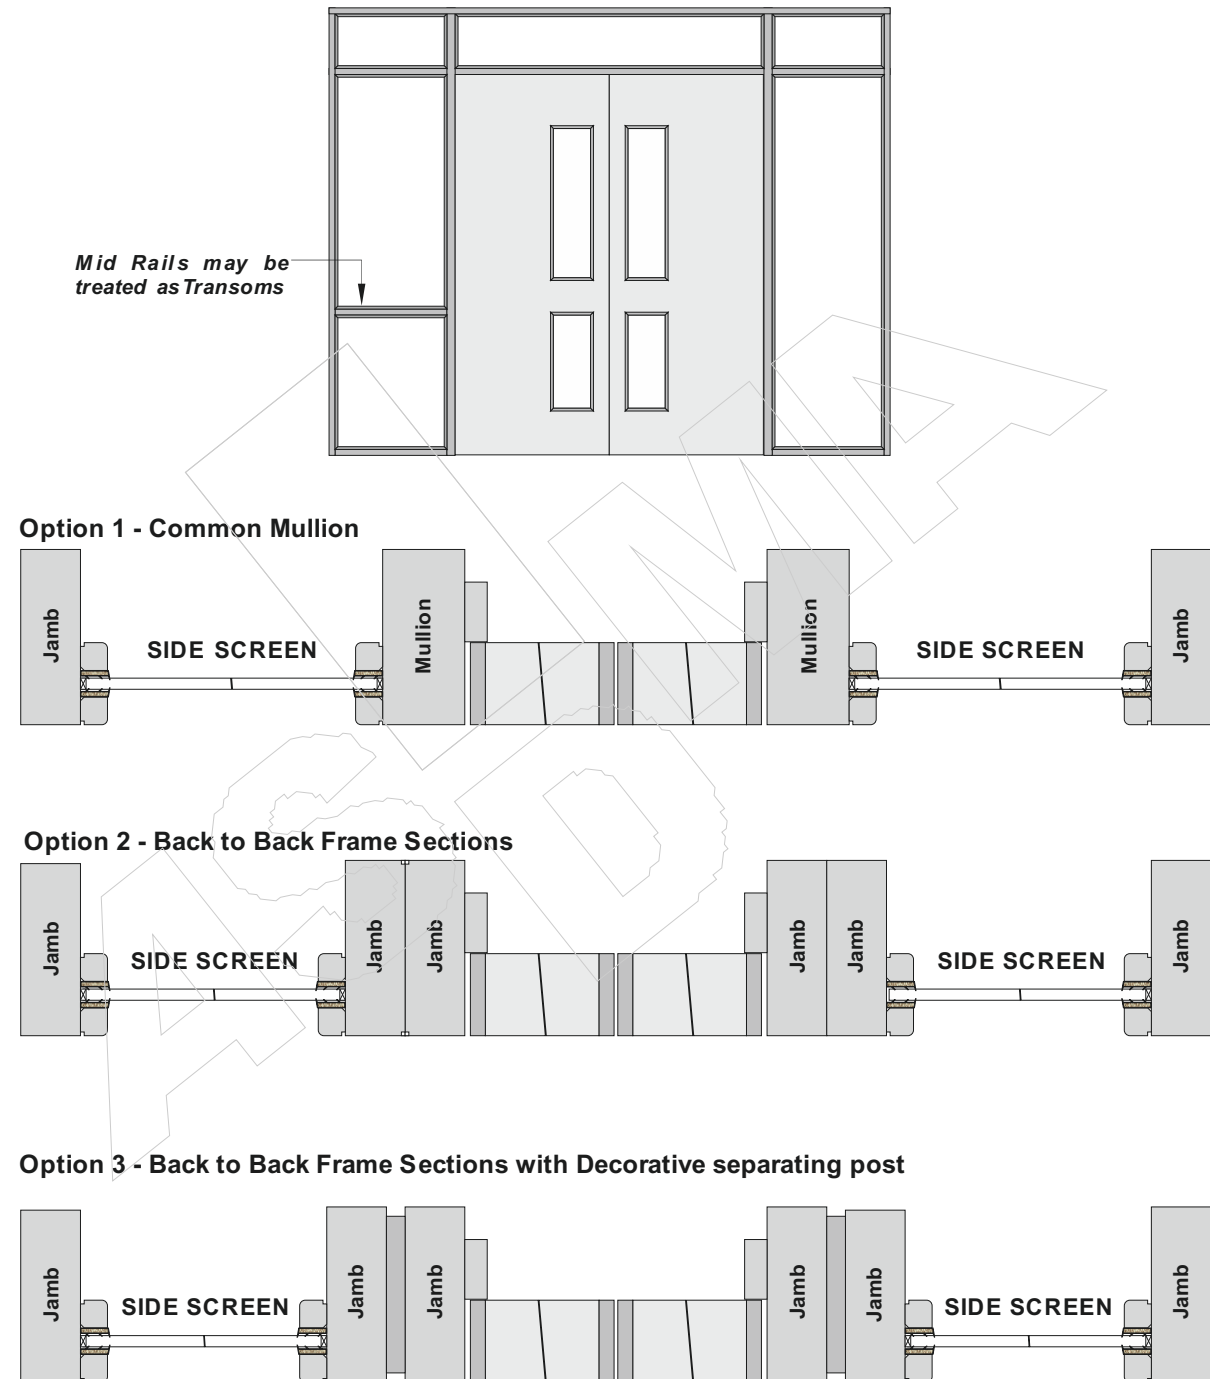 Mid Rails may be
treated as Transoms
Option 1 - Common Mullion
Jamb
SIDE SCREEN
Mullion
Mullion
SIDE SCREEN
Jamb
Option 2 - Back to Back Frame Sections
Jamb
SIDE SCREEN
Jamb
Jamb
Jamb
Jamb
SIDE SCREEN
Jamb
Option 3 - Back to Back Frame Sections with Decorative separating post
Jamb
SIDE SCREEN
Jamb
Jamb
Jamb
Jamb
SIDE SCREEN
Jamb
ASDMA